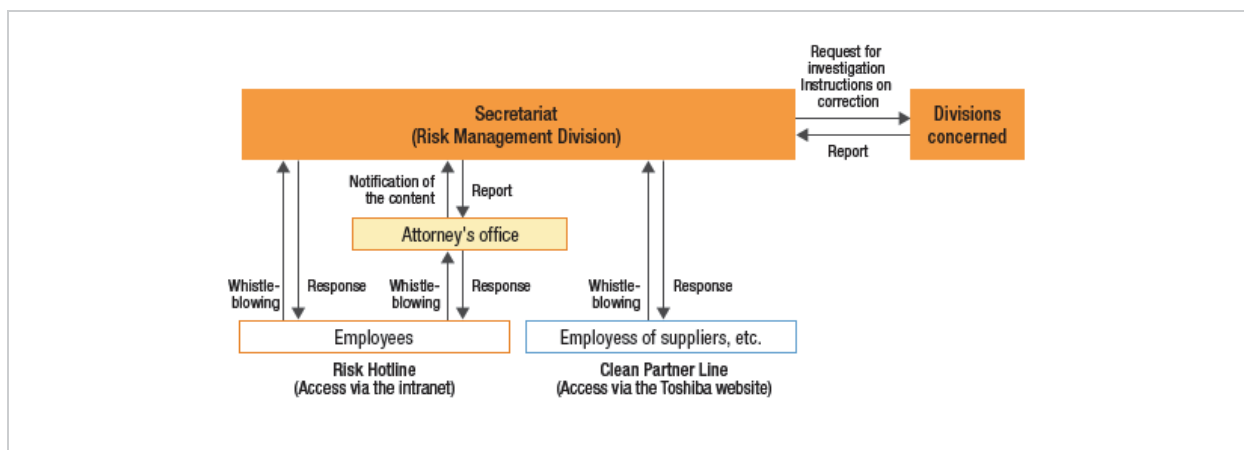 Request for
investigation
Instructions on
correction
Secretariat
(Risk Management Division)
Divisions
concerned
Report
Notification of
the content
Report
Attorney's office
Whistle-
blowing
Response
Whistle-
blowing
Response
Whistle-
blowing
Response
Employees
Employess of suppliers, etc.
Risk Hotline
(Access via the intranet)
Clean Partner Line
(Access via the Toshiba website)